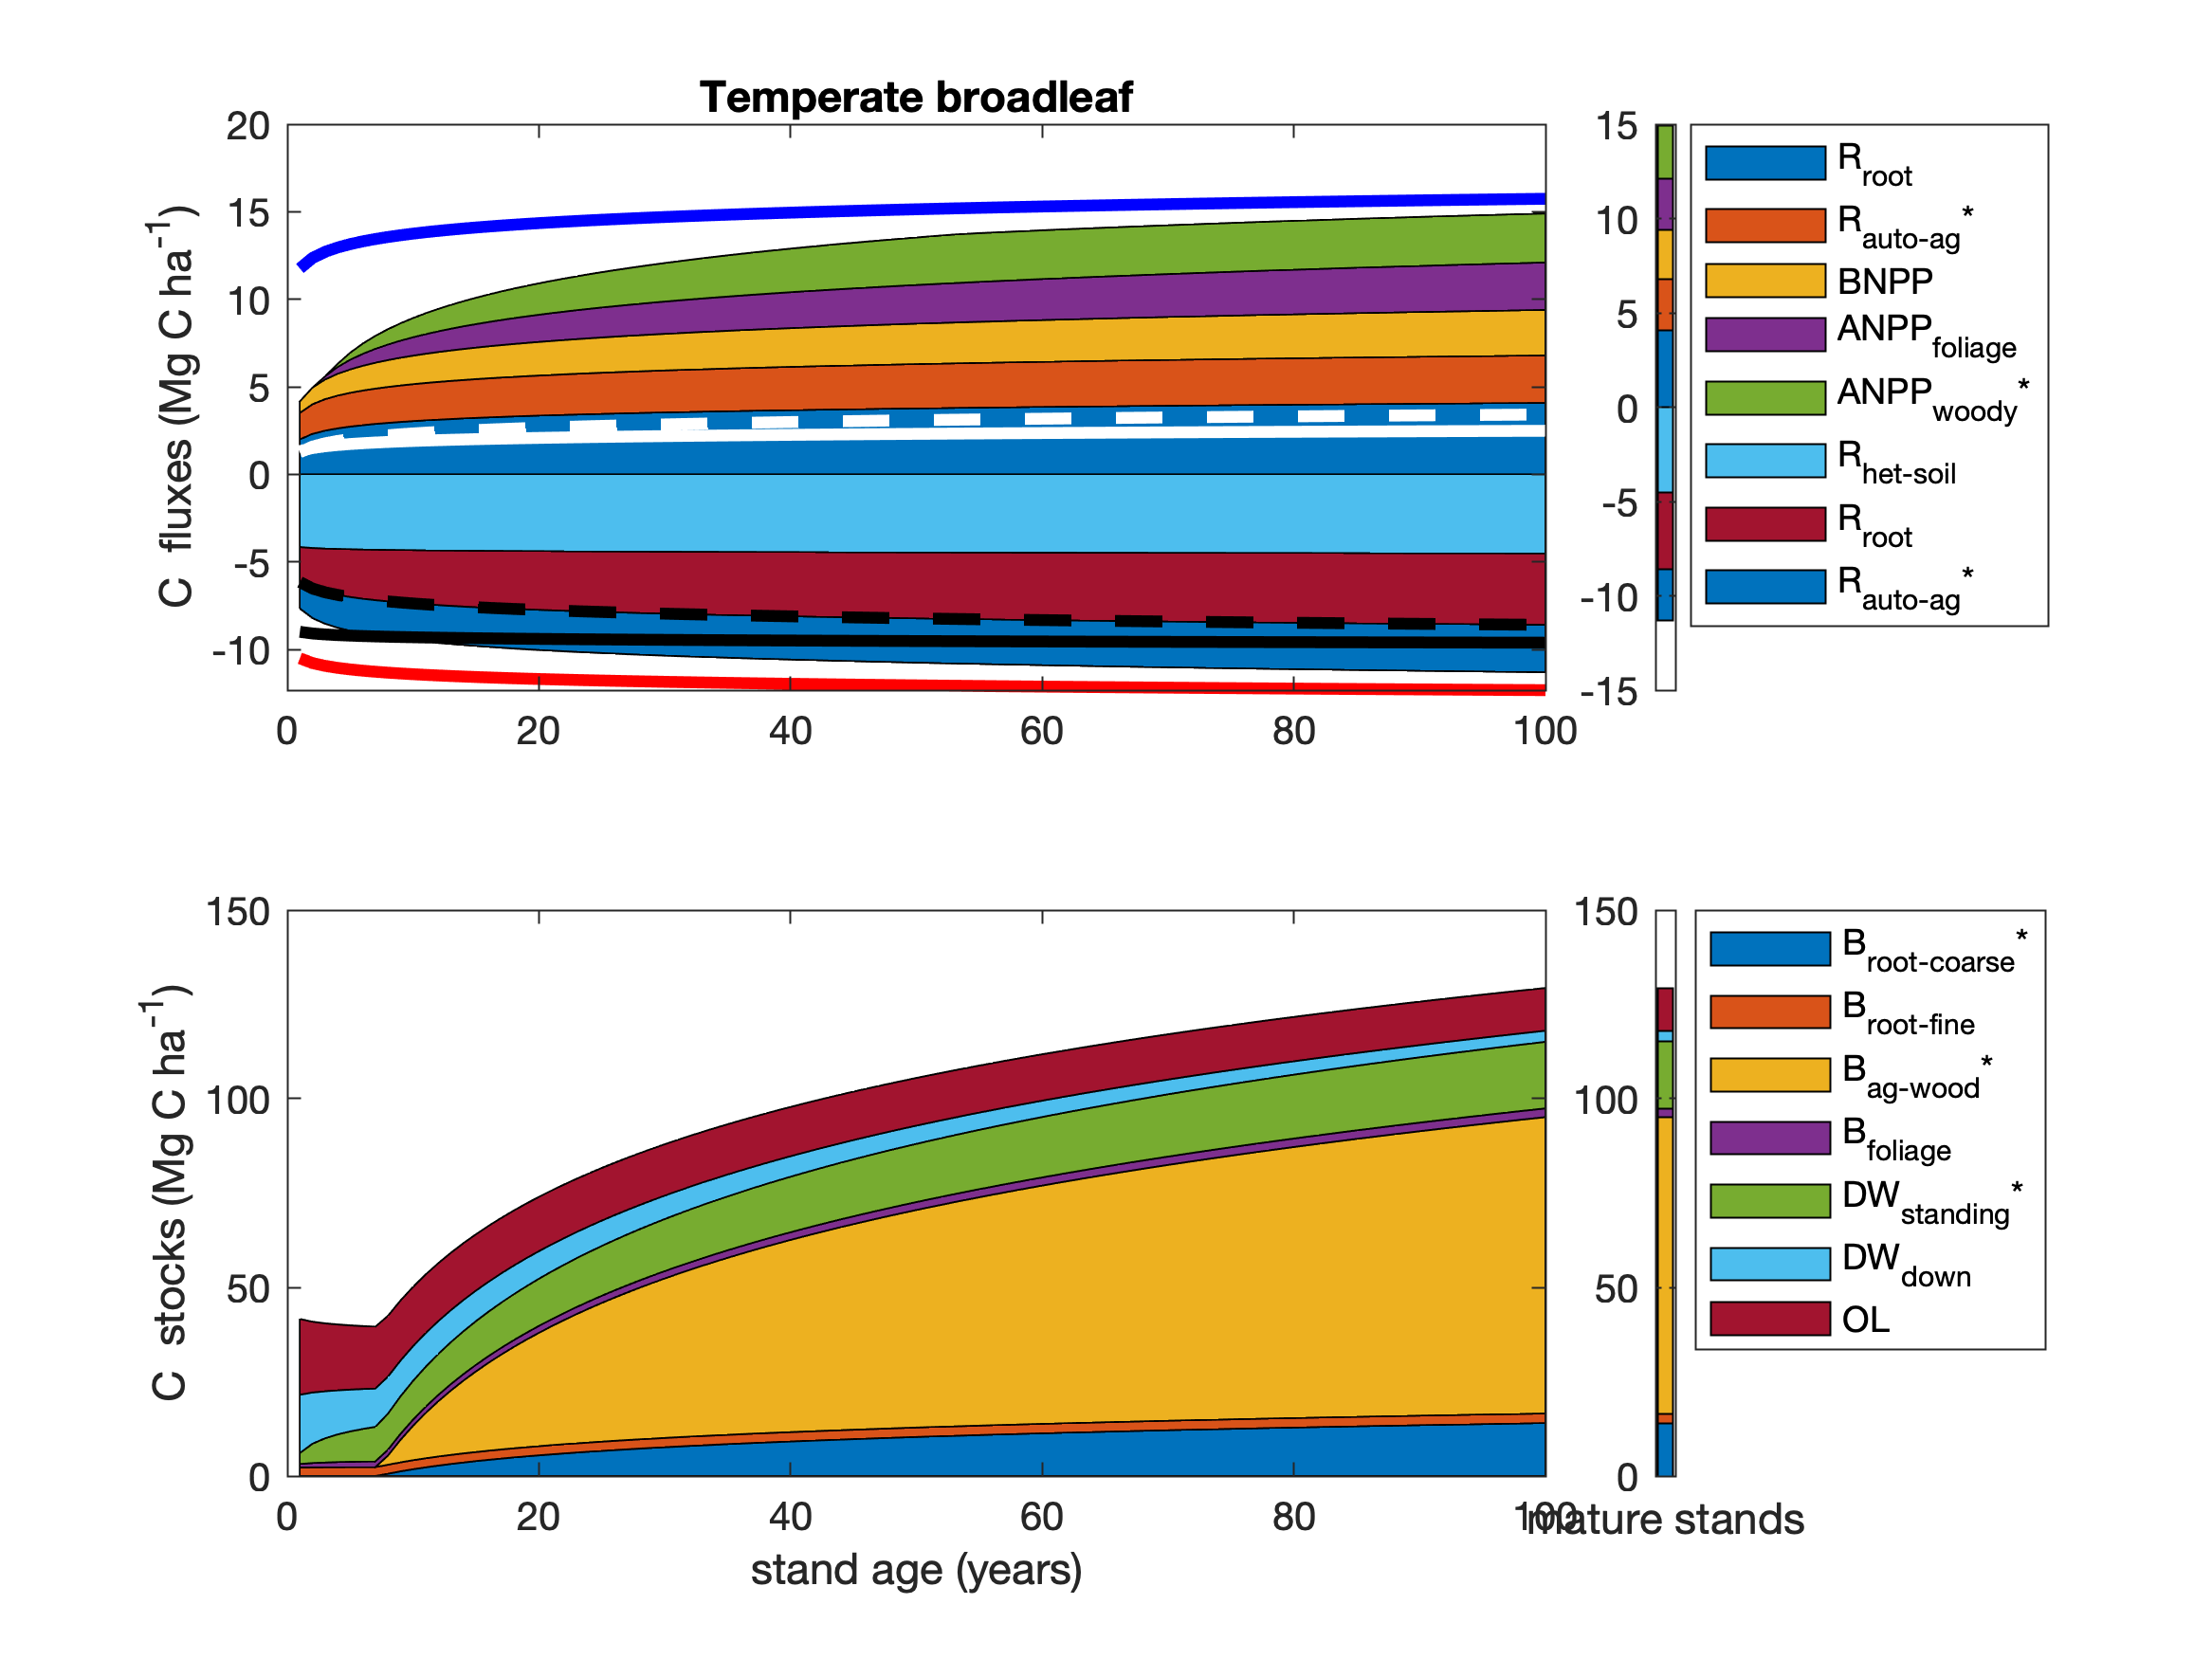 Temperate broadleaf
C fluxes (Mg C ha-1)
20
15
10
5
0
-5
-10
0 20 40 60 80 100
15
10
5
0
-5
-10
-15
Rroot
Rauto-ag*
BNPP
ANPPfoliage
ANPPwoody*
Rhet-soil
Rroot
Rauto-ag*
C stocks (Mg C ha-1)
150
100
50
0
0 20 40 60 80 100
stand age (years)
150
100
50
0
mature stands
Broot-coarse*
Broot-fine
Bag-wood*
Bfoliage
DWstanding*
DWdown
OL